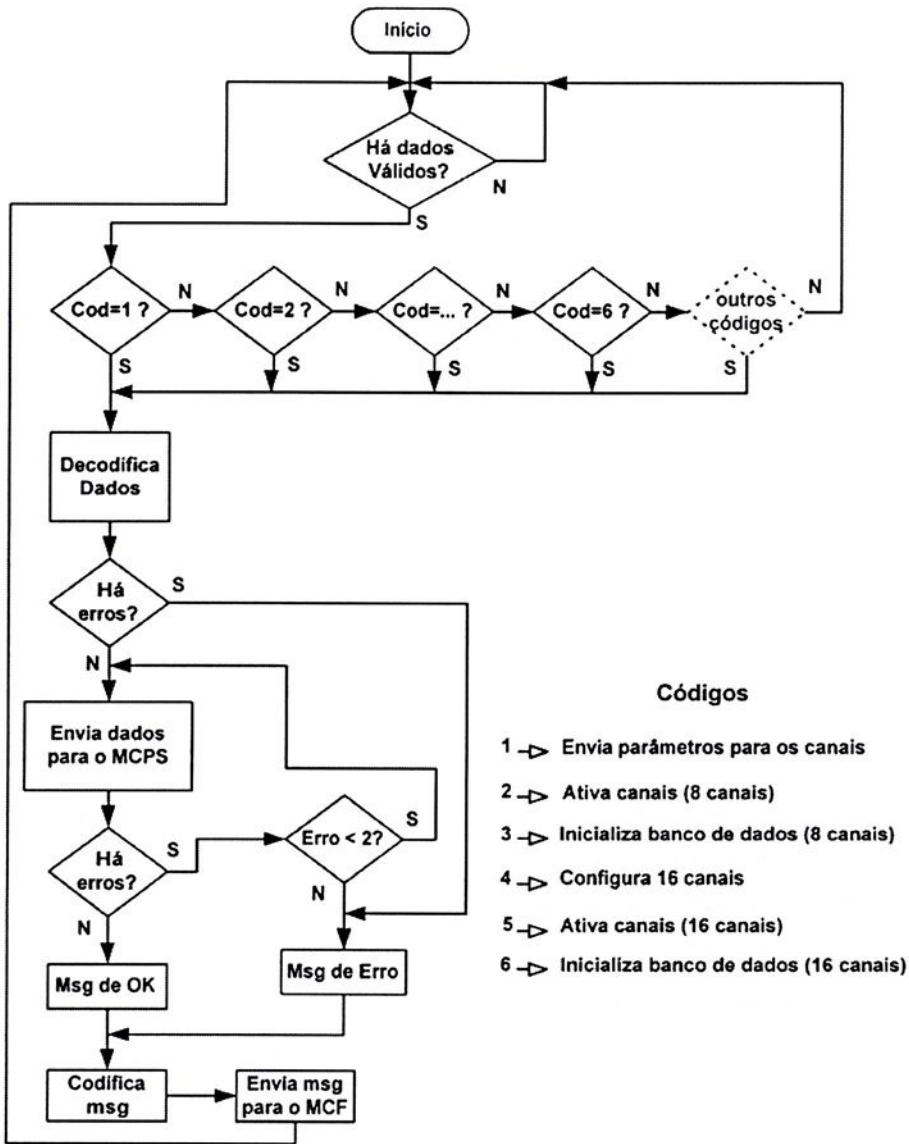 Início
Há dados
Válidos?
N
S
Cod=1 ?
N
Cod=2 ?
N
Cod=... ?
N
Cod=6 ?
N
outros
códigos
N
S
S
S
S
S
Decodifica
Dados
Há
erros?
S
N
Envia dados
para o MCPS
Há
erros?
S
N
Erro < 2?
S
N
Msg de OK
Msg de Erro
Codifica
msg
Envia msg
para o MCF
Códigos
1 Envia parâmetros para os canais
2 Ativa canais (8 canais)
3 Inicializa banco de dados (8 canais)
4 Configura 16 canais
5 Ativa canais (16 canais)
6 Inicializa banco de dados (16 canais)